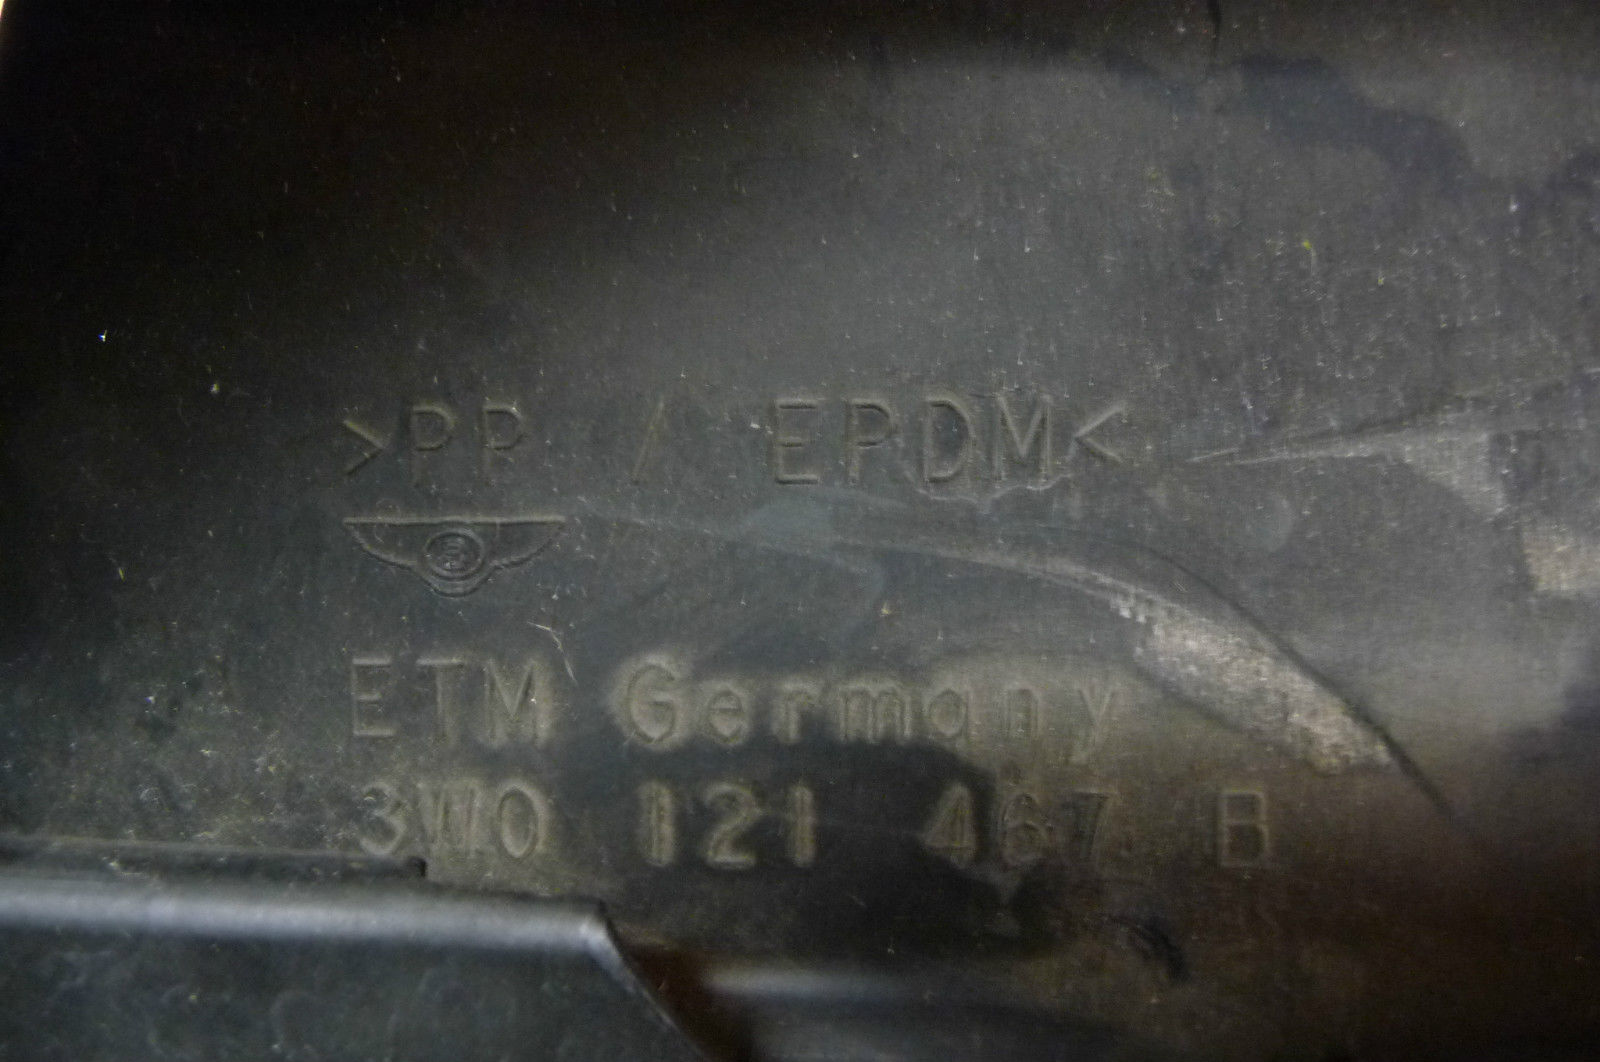 >PP / EPDM<
B
ETM Germany
3W0 121 467 B